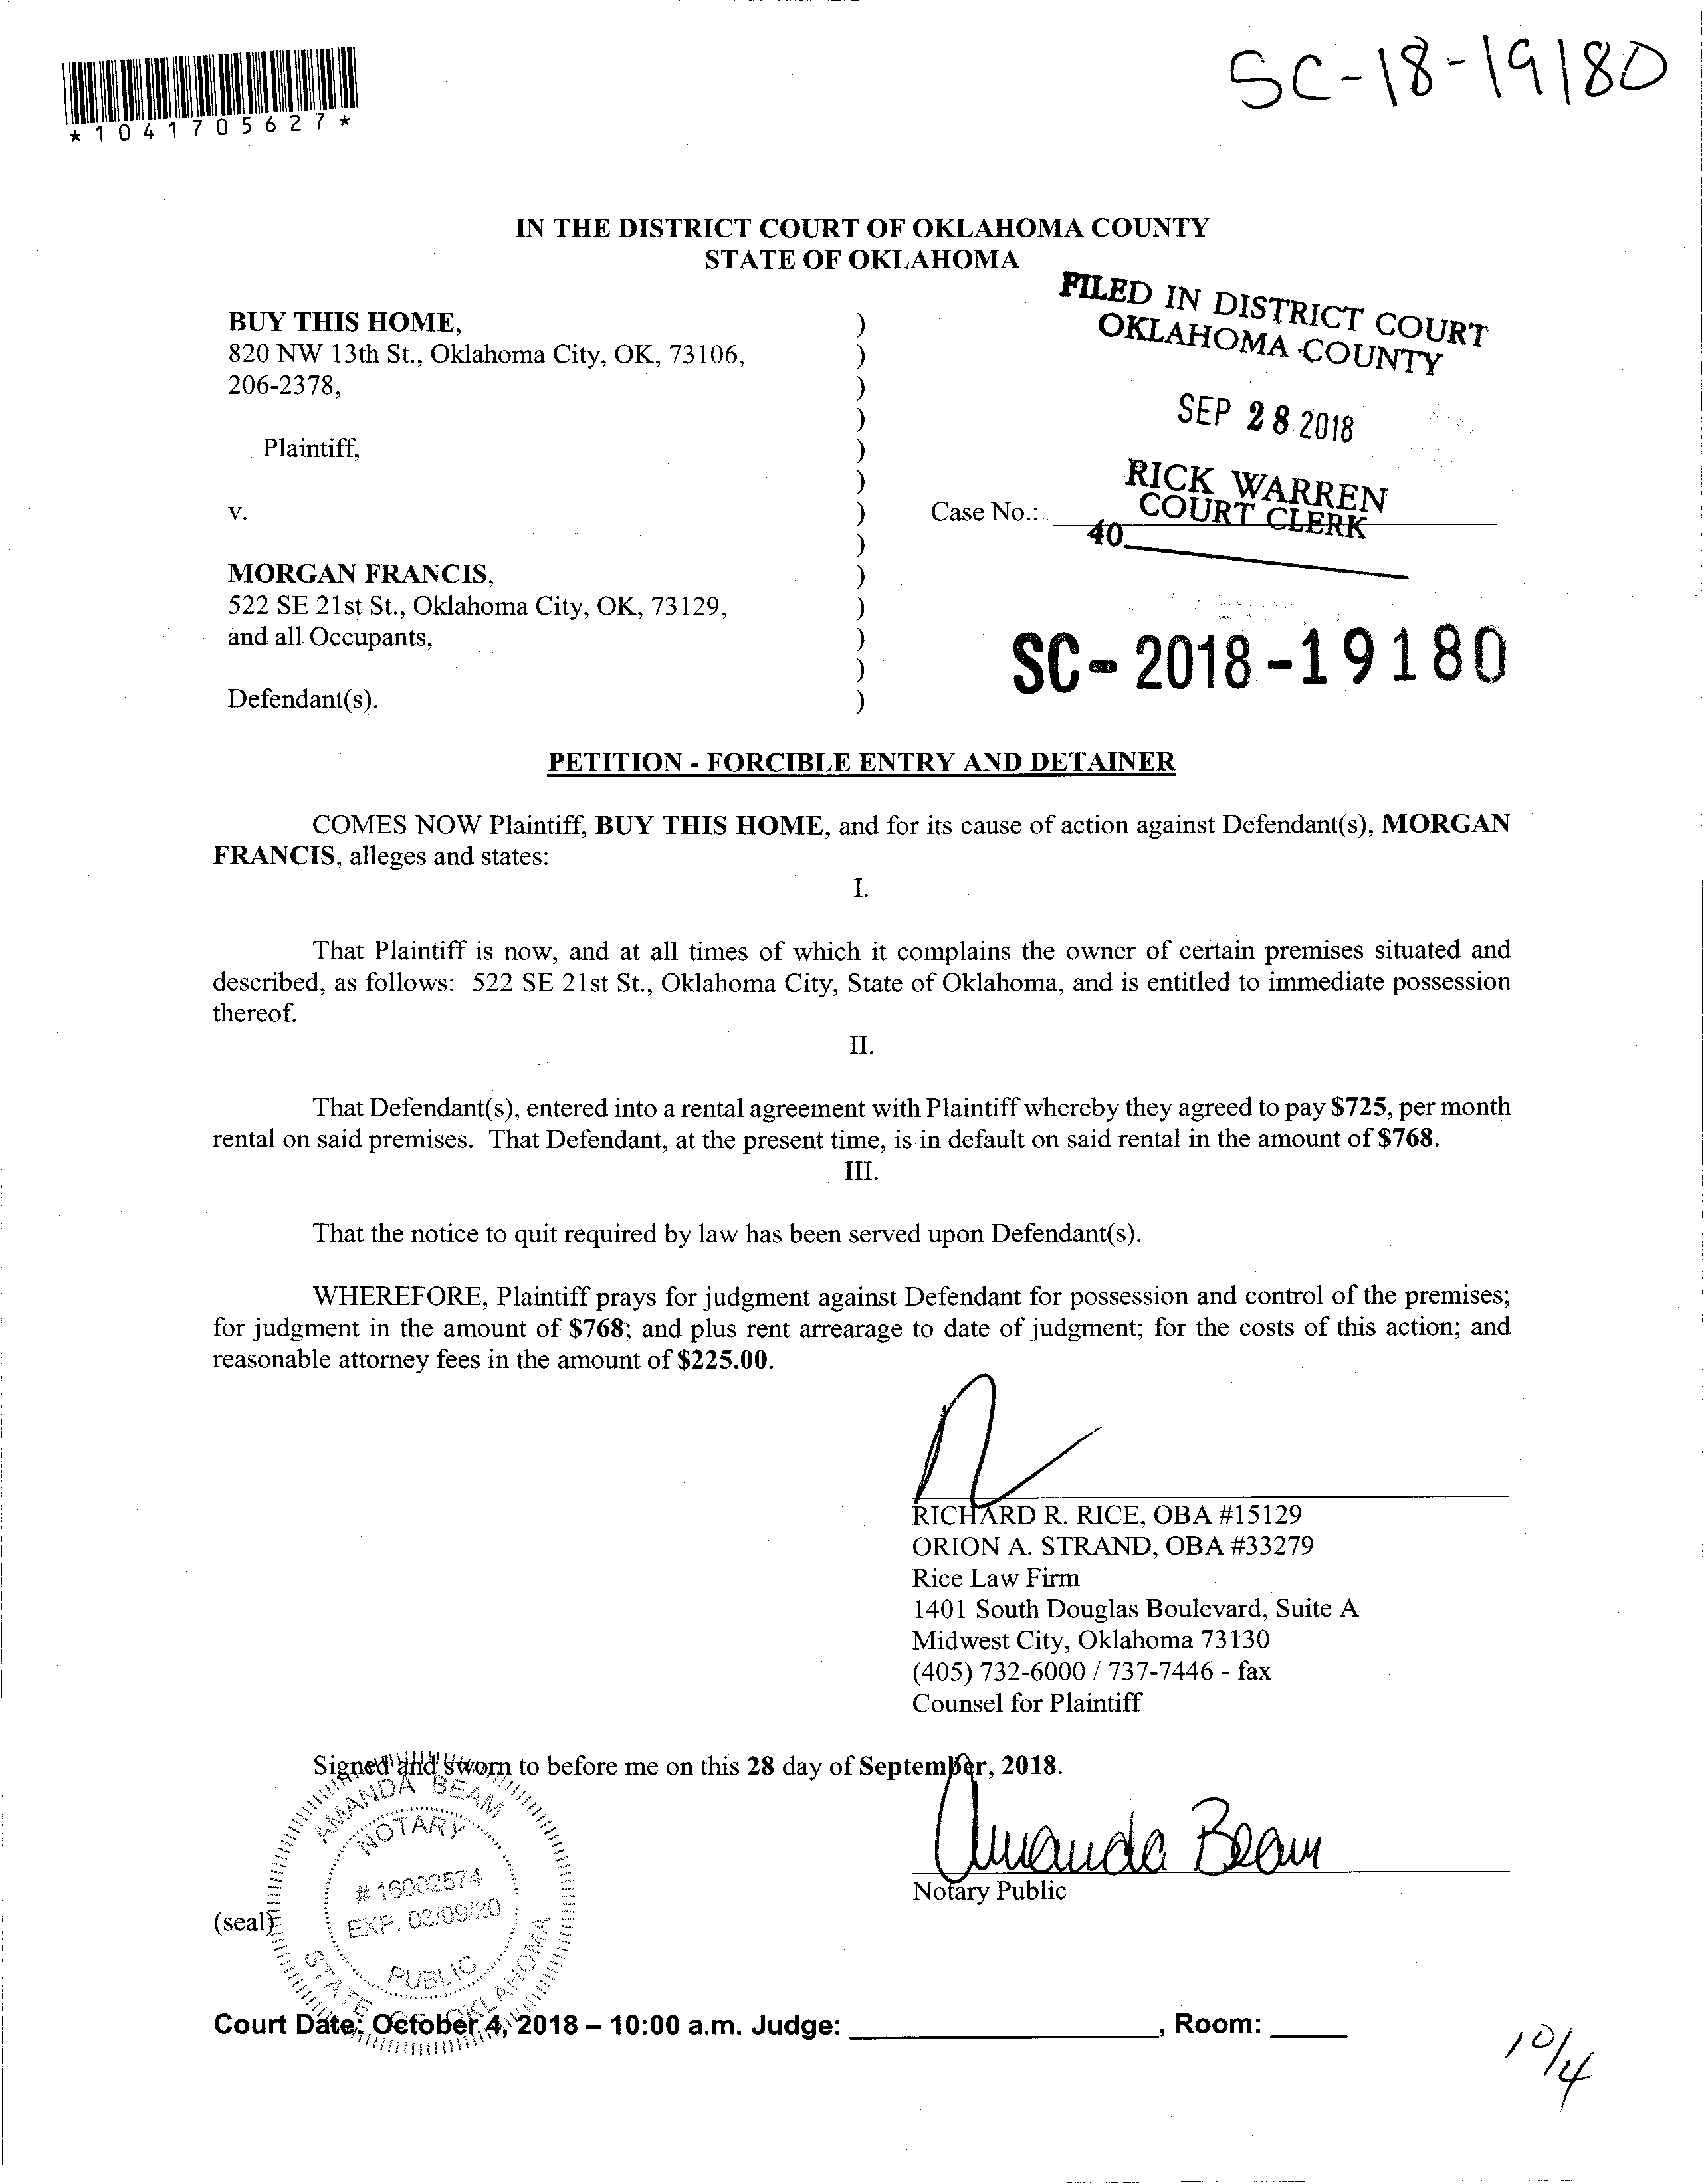 SC-18-19180
*1041705627*
IN THE DISTRICT COURT OF OKLAHOMA COUNTY
STATE OF OKLAHOMA
FILED IN DISTRICT COURT
OKLAHOMA COUNTY
SEP 28 2018
RICK WARREN
COURT CLERK
40
BUY THIS HOME, )
820 NW 13th St., Oklahoma City, OK, 73106, )
206-2378, )
)
Plaintiff, )
)
v. ) Case No.:
)
MORGAN FRANCIS, )
522 SE 21st St., Oklahoma City, OK, 73129, )
and all Occupants, )
)
Defendant(s). )
SC-2018-19180
PETITION - FORCIBLE ENTRY AND DETAINER
COMES NOW Plaintiff, BUY THIS HOME, and for its cause of action against Defendant(s), MORGAN
FRANCIS, alleges and states:
I.
That Plaintiff is now, and at all times of which it complains the owner of certain premises situated and
described, as follows: 522 SE 21st St., Oklahoma City, State of Oklahoma, and is entitled to immediate possession
thereof.
II.
That Defendant(s), entered into a rental agreement with Plaintiff whereby they agreed to pay $725, per month
rental on said premises. That Defendant, at the present time, is in default on said rental in the amount of $768.
III.
That the notice to quit required by law has been served upon Defendant(s).
WHEREFORE, Plaintiff prays for judgment against Defendant for possession and control of the premises;
for judgment in the amount of $768; and plus rent arrearage to date of judgment; for the costs of this action; and
reasonable attorney fees in the amount of $225.00.
RICHARD R. RICE, OBA #15129
ORION A. STRAND, OBA #33279
Rice Law Firm
1401 South Douglas Boulevard, Suite A
Midwest City, Oklahoma 73130
(405) 732-6000 / 737-7446 - fax
Counsel for Plaintiff
Signed and sworn to before me on this 28 day of September, 2018.
Amanda Beam
Notary Public
(seal)
AMANDA BEAM
NOTARY
# 16002574
EXP. 03/09/20
PUBLIC
STATE OF OKLAHOMA
Court Date: October 4, 2018 – 10:00 a.m. Judge: ____________, Room: _____
10/4